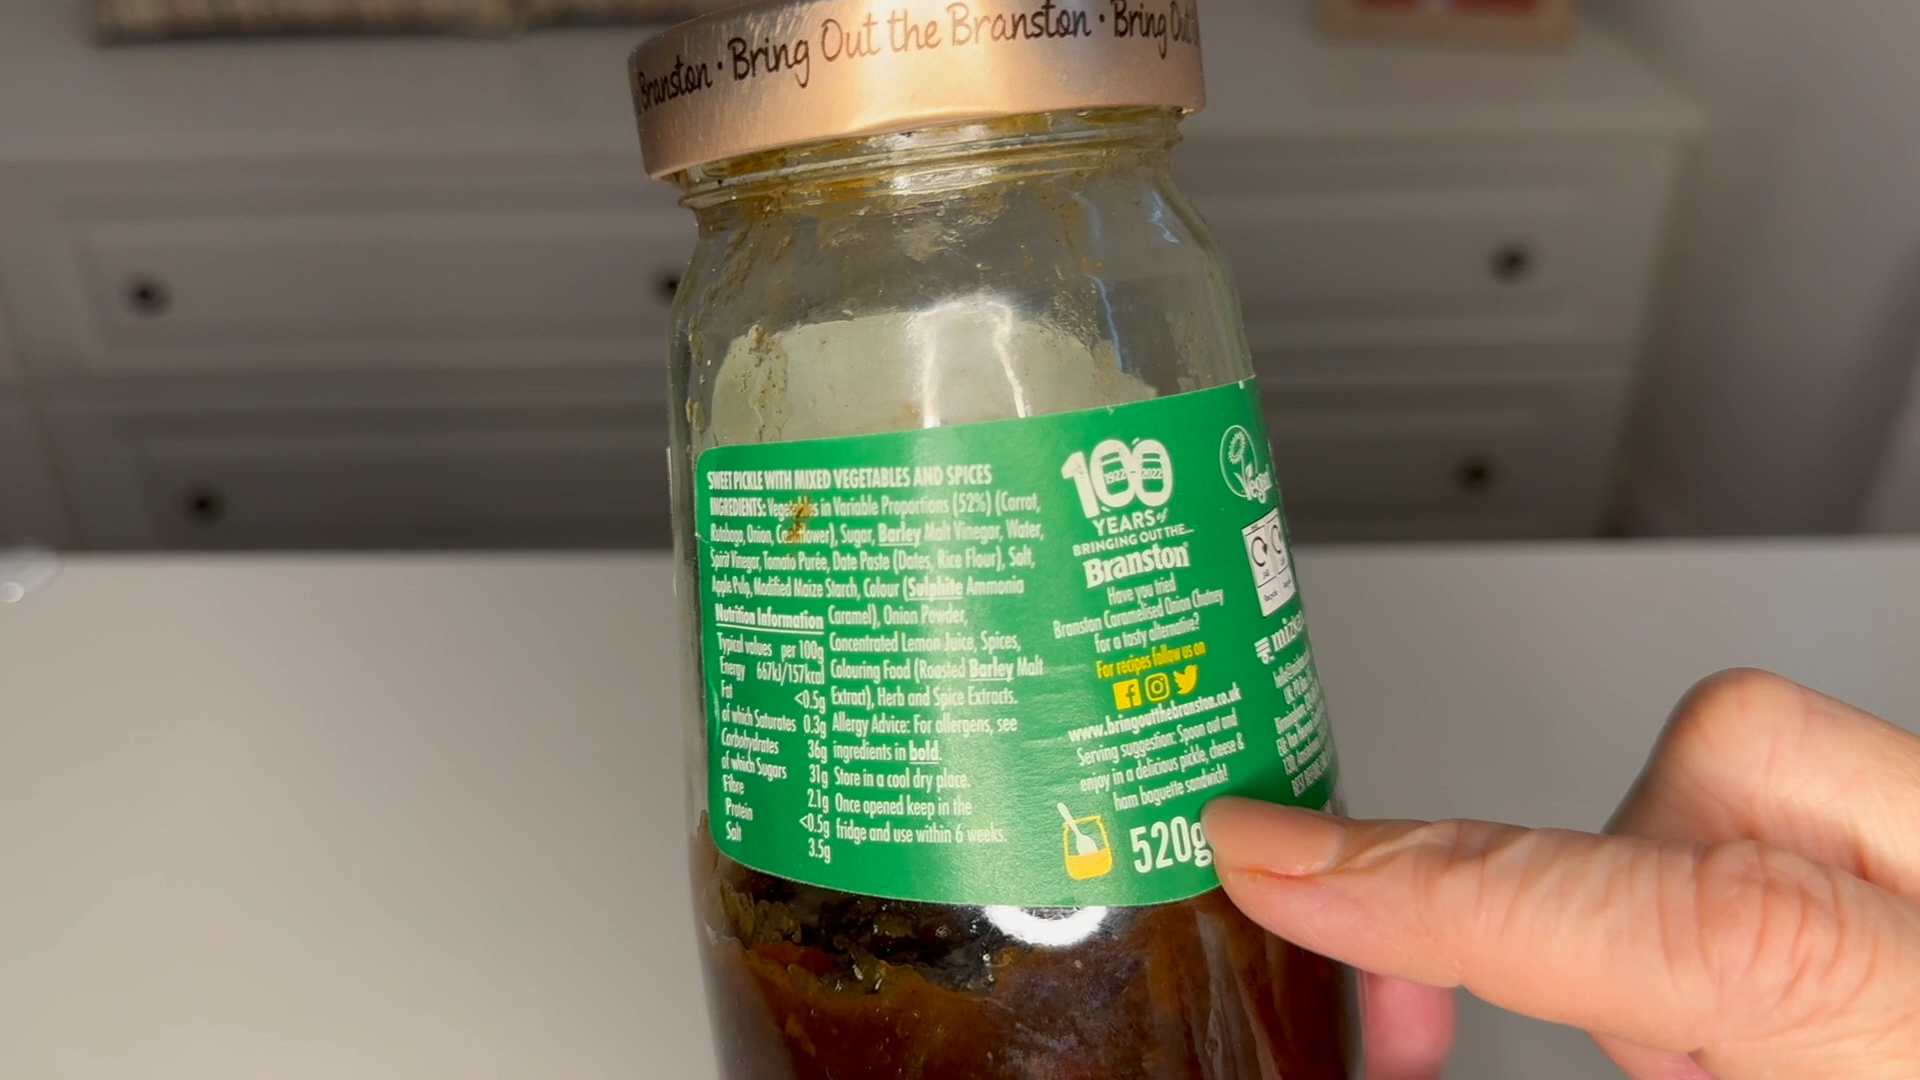 Branston · Bring Out the Branston · Bring Out
SWEET PICKLE WITH MIXED VEGETABLES AND SPICES
INGREDIENTS: Vegetables in Variable Proportions (52%) (Carrot,
Rutabaga, Onion, Cauliflower), Sugar, Barley Malt Vinegar, Water,
Spirit Vinegar, Tomato Purée, Date Paste (Dates, Rice Flour), Salt,
Apple Pulp, Modified Maize Starch, Colour (Sulphite Ammonia
Caramel), Onion Powder,
Concentrated Lemon Juice, Spices,
Colouring Food (Roasted Barley Malt
Extract), Herb and Spice Extracts.
Allergy Advice: For allergens, see
ingredients in bold.
Store in a cool dry place.
Once opened keep in the
fridge and use within 6 weeks.
Nutrition Information
Typical values per 100g
Energy 667kJ/157kcal
Fat <0.5g
of which Saturates 0.3g
Carbohydrates 36g
of which Sugars 31g
Fibre 2.1g
Protein <0.5g
Salt 3.5g
100
1922 2022
YEARS of
BRINGING OUT THE...
Branston
Have you tried
Branston Caramelised Onion Chutney
for a tasty alternative?
For recipes follow us on
www.bringoutthebranston.co.uk
Serving suggestion: Spoon out and
enjoy in a delicious pickle, cheese &
ham baguette sandwich!
520g
Vegan
JAR
Recycle